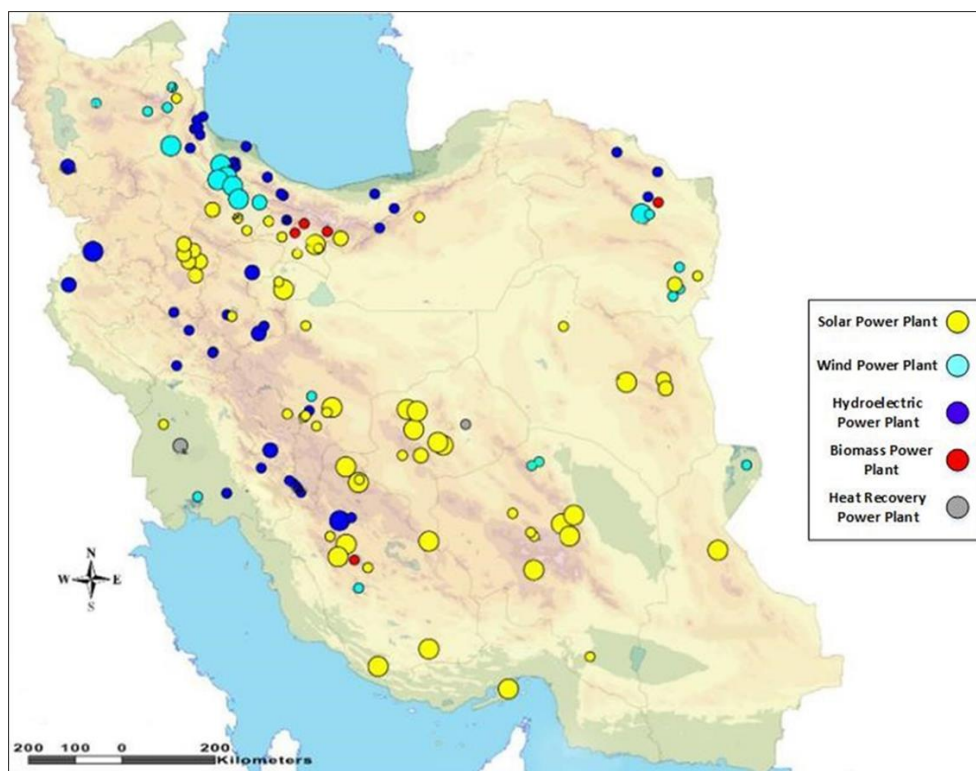 Solar Power Plant
Wind Power Plant
Hydroelectric
Power Plant
Biomass Power
Plant
Heat Recovery
Power Plant
N
W E
S
200 100 0 200
Kilometers